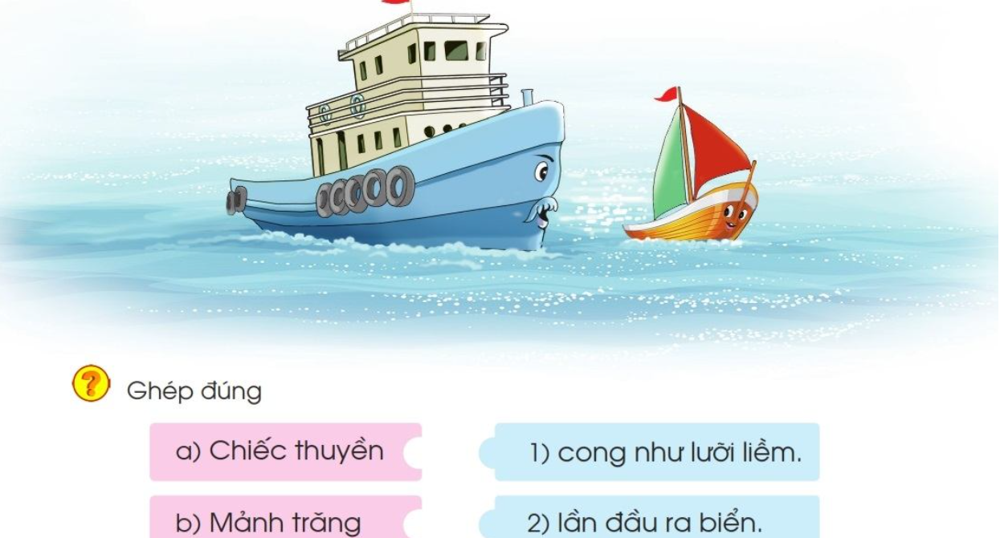 ?
Ghép đúng
a) Chiếc thuyền
1) cong như lưỡi liềm.
b) Mảnh trăng
2) lần đầu ra biển.